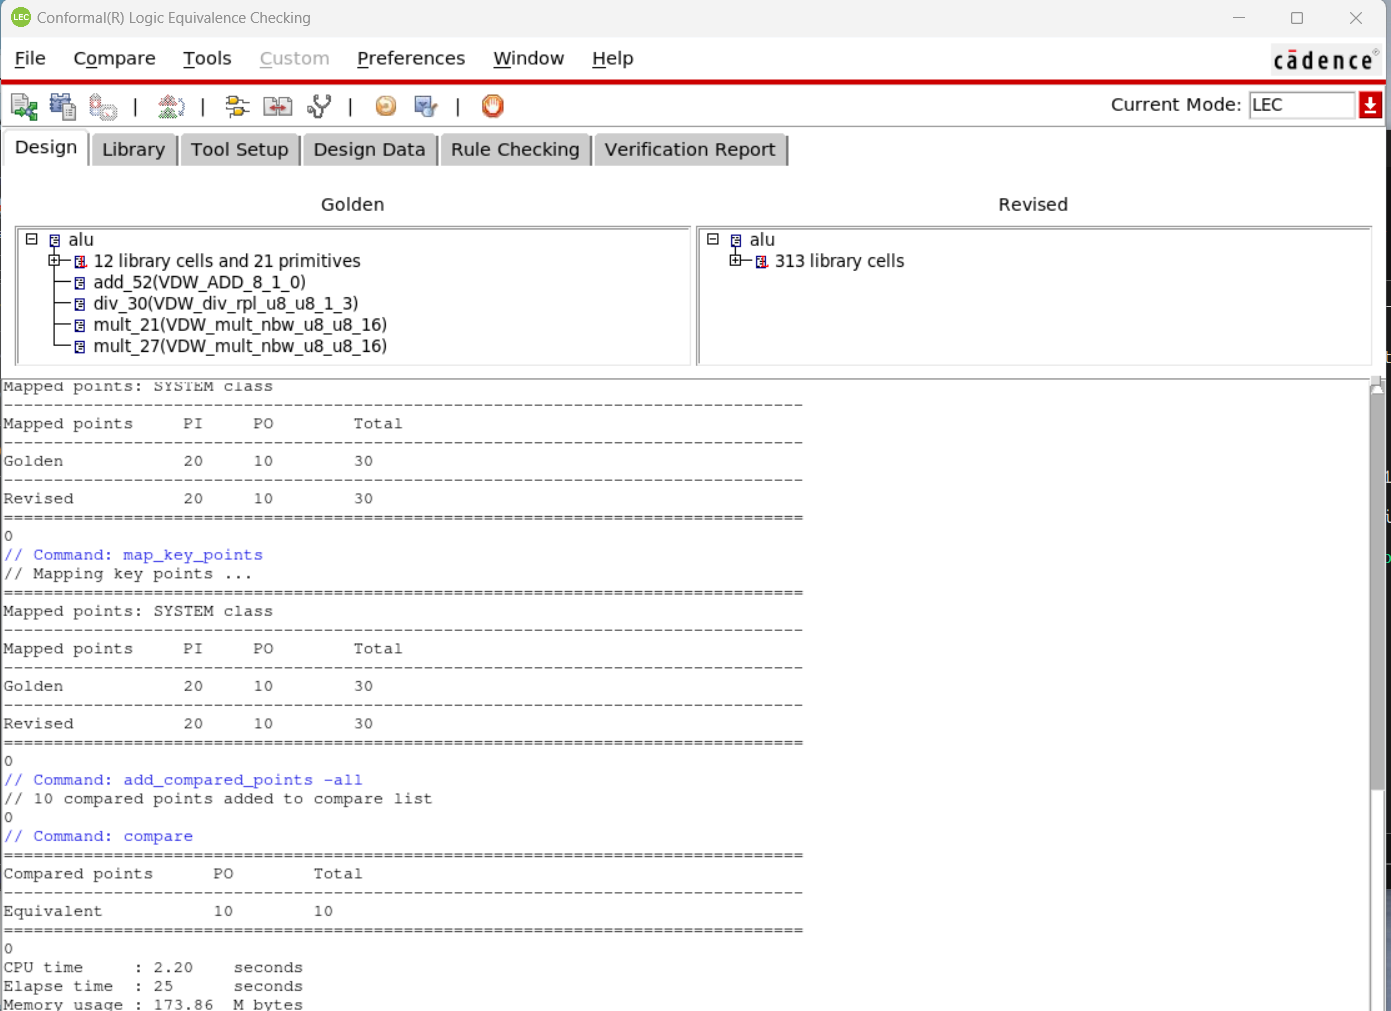 LEC Conformal(R) Logic Equivalence Checking
File Compare Tools Custom Preferences Window Help cādence®
Current Mode: LEC
Design Library Tool Setup Design Data Rule Checking Verification Report
Golden Revised
alu
12 library cells and 21 primitives
add_52(VDW_ADD_8_1_0)
div_30(VDW_div_rpl_u8_u8_1_3)
mult_21(VDW_mult_nbw_u8_u8_16)
mult_27(VDW_mult_nbw_u8_u8_16)
alu
313 library cells
Mapped points: SYSTEM class
--------------------------------------------------------------------------------
Mapped points PI PO Total
--------------------------------------------------------------------------------
Golden 20 10 30
--------------------------------------------------------------------------------
Revised 20 10 30
================================================================================
0
// Command: map_key_points
// Mapping key points ...
================================================================================
Mapped points: SYSTEM class
--------------------------------------------------------------------------------
Mapped points PI PO Total
--------------------------------------------------------------------------------
Golden 20 10 30
--------------------------------------------------------------------------------
Revised 20 10 30
================================================================================
0
// Command: add_compared_points -all
// 10 compared points added to compare list
0
// Command: compare
================================================================================
Compared points PO Total
--------------------------------------------------------------------------------
Equivalent 10 10
================================================================================
0
CPU time : 2.20 seconds
Elapse time : 25 seconds
Memory usage : 173.86 M bytes